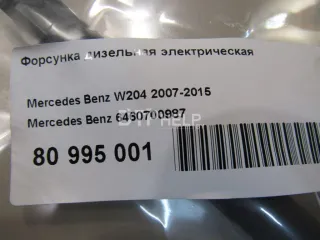 Форсунка дизельная электрическая
Mercedes Benz W204 2007-2015
Mercedes Benz 6460700987
80 995 001